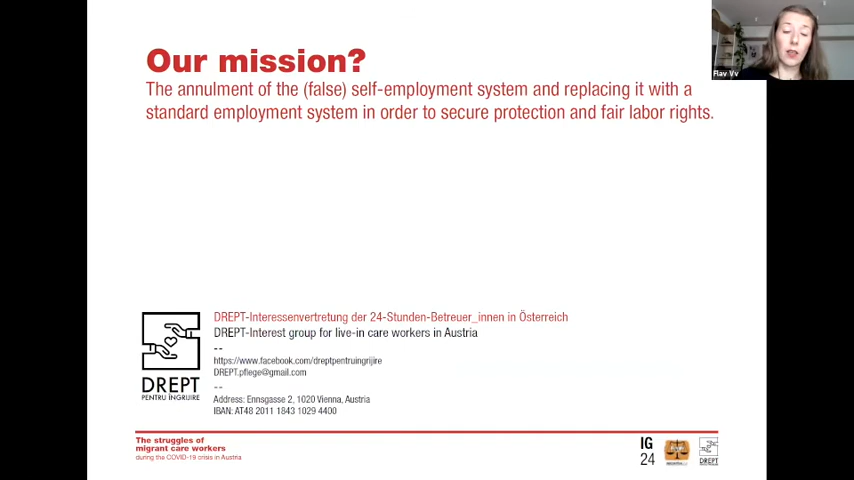 Our mission?
The annulment of the (false) self-employment system and replacing it with a
standard employment system in order to secure protection and fair labor rights.
Flav Vv
DREPT-Interessenvertretung der 24-Stunden-Betreuer_innen in Österreich
DREPT-Interest group for live-in care workers in Austria
--
https://www.facebook.com/dreptpentruingrijire
DREPT.pflege@gmail.com
--
Address: Ennsgasse 2, 1020 Vienna, Austria
IBAN: AT48 2011 1843 1029 4400
DREPT
PENTRU ÎNGRIJIRE
The struggles of
migrant care workers
during the COVID-19 crisis in Austria
IG
24
DREPT